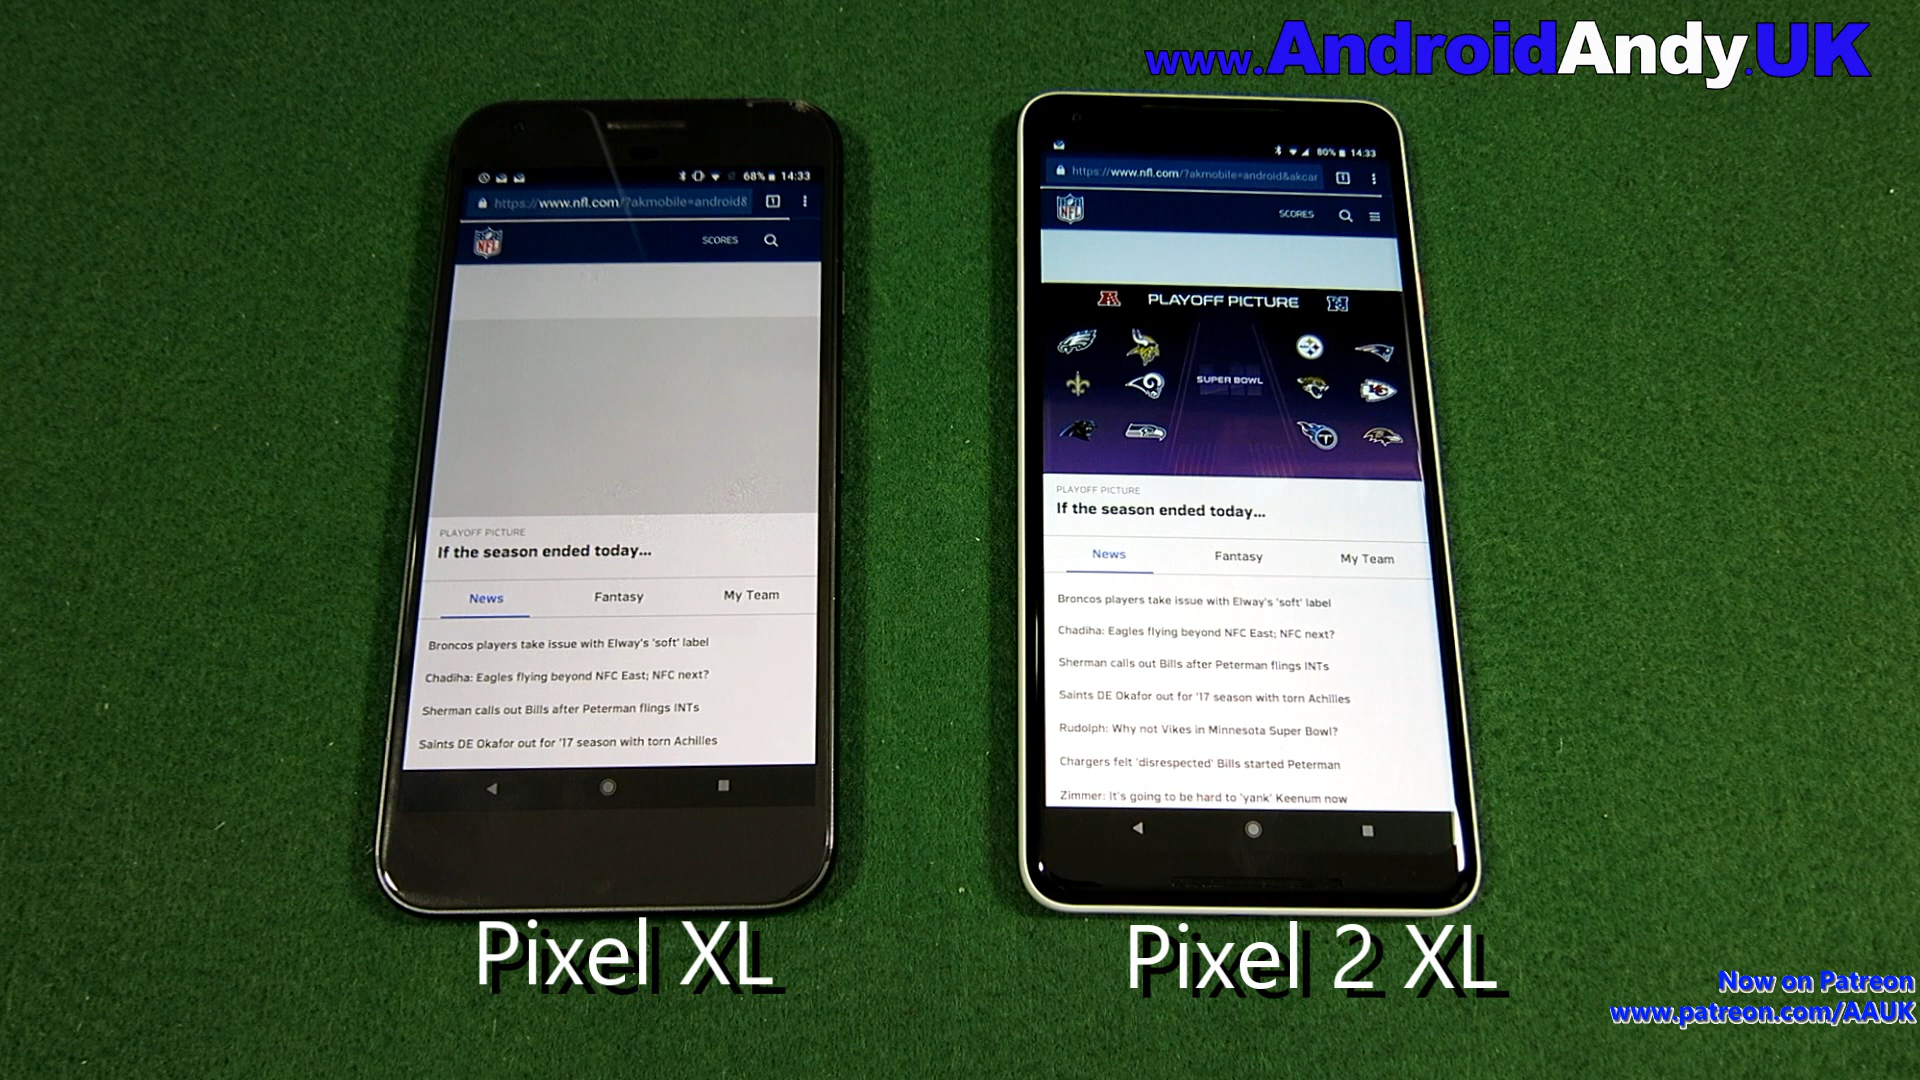 www.AndroidAndy.UK
68% 14:33
https://www.nfl.com/?akmobile=android&
1
NFL
SCORES
PLAYOFF PICTURE
If the season ended today...
News Fantasy My Team
Broncos players take issue with Elway's 'soft' label
Chadiha: Eagles flying beyond NFC East; NFC next?
Sherman calls out Bills after Peterman flings INTs
Saints DE Okafor out for '17 season with torn Achilles
Pixel XL
80% 14:33
https://www.nfl.com/?akmobile=android&akcar
1
NFL
SCORES
PLAYOFF PICTURE
SUPER BOWL
PLAYOFF PICTURE
If the season ended today...
News Fantasy My Team
Broncos players take issue with Elway's 'soft' label
Chadiha: Eagles flying beyond NFC East; NFC next?
Sherman calls out Bills after Peterman flings INTs
Saints DE Okafor out for '17 season with torn Achilles
Rudolph: Why not Vikes in Minnesota Super Bowl?
Chargers felt 'disrespected' Bills started Peterman
Zimmer: It's going to be hard to 'yank' Keenum now
Pixel 2 XL
Now on Patreon
www.patreon.com/AAUK